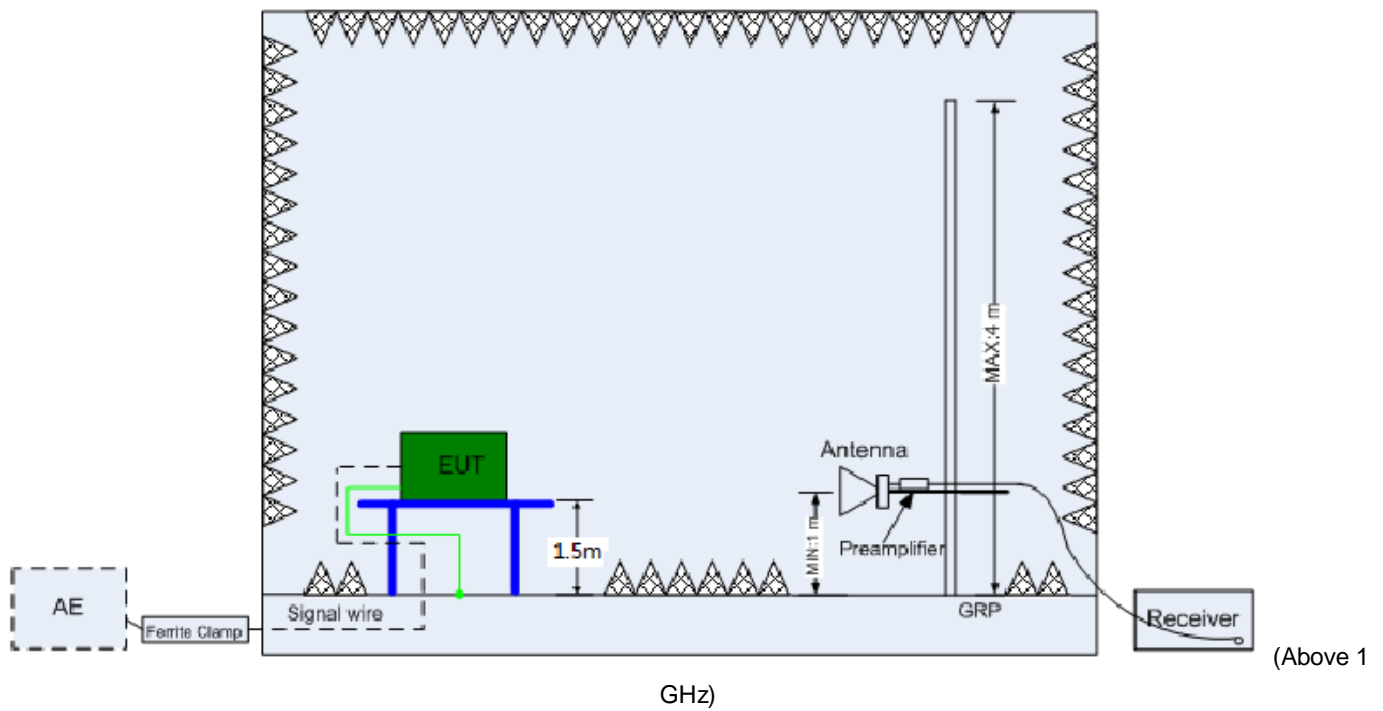 MAX:4 m
Antenna
EUT
MIN:1 m
1.5m
Preamplifier
AE
Signal wire
GRP
Receiver
Ferrite Clamp
(Above 1
GHz)